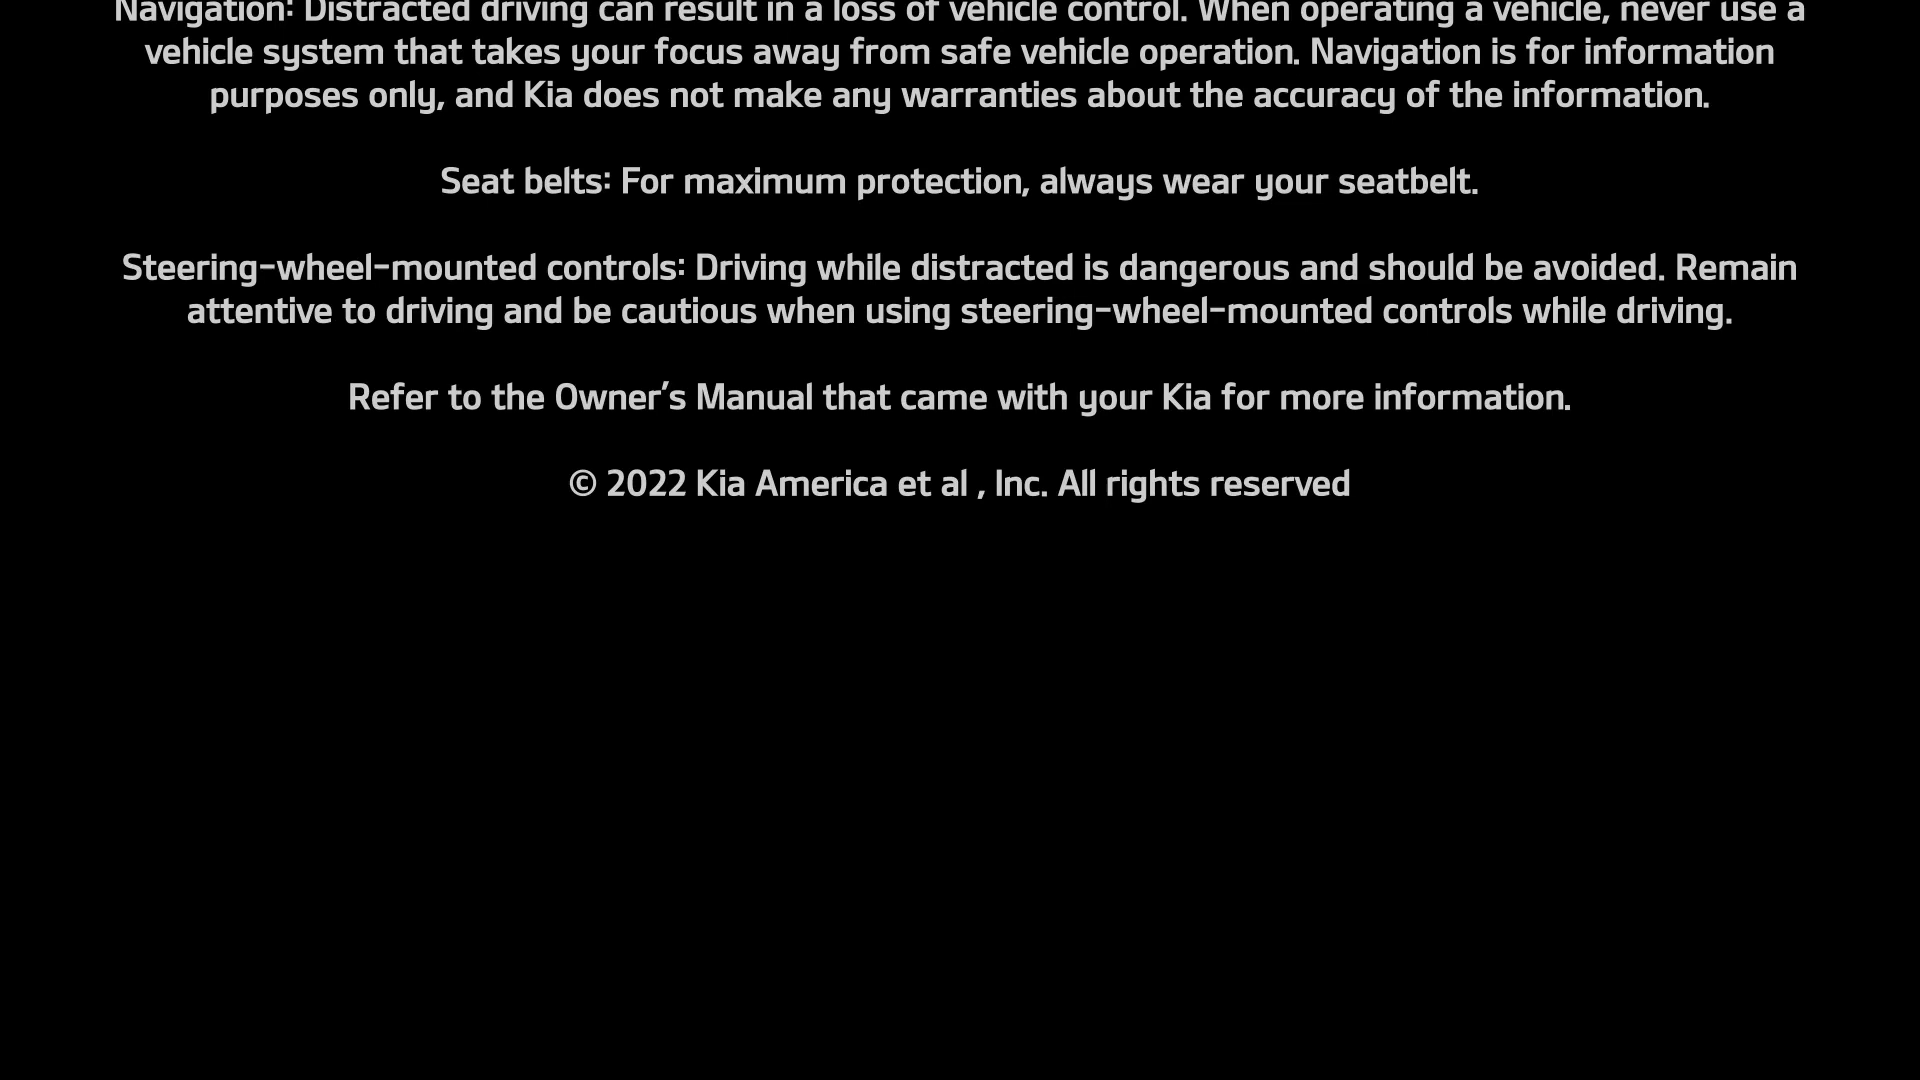 Navigation: Distracted driving can result in a loss of vehicle control. When operating a vehicle, never use a
vehicle system that takes your focus away from safe vehicle operation. Navigation is for information
purposes only, and Kia does not make any warranties about the accuracy of the information.
Seat belts: For maximum protection, always wear your seatbelt.
Steering-wheel-mounted controls: Driving while distracted is dangerous and should be avoided. Remain
attentive to driving and be cautious when using steering-wheel-mounted controls while driving.
Refer to the Owner's Manual that came with your Kia for more information.
© 2022 Kia America et al , Inc. All rights reserved